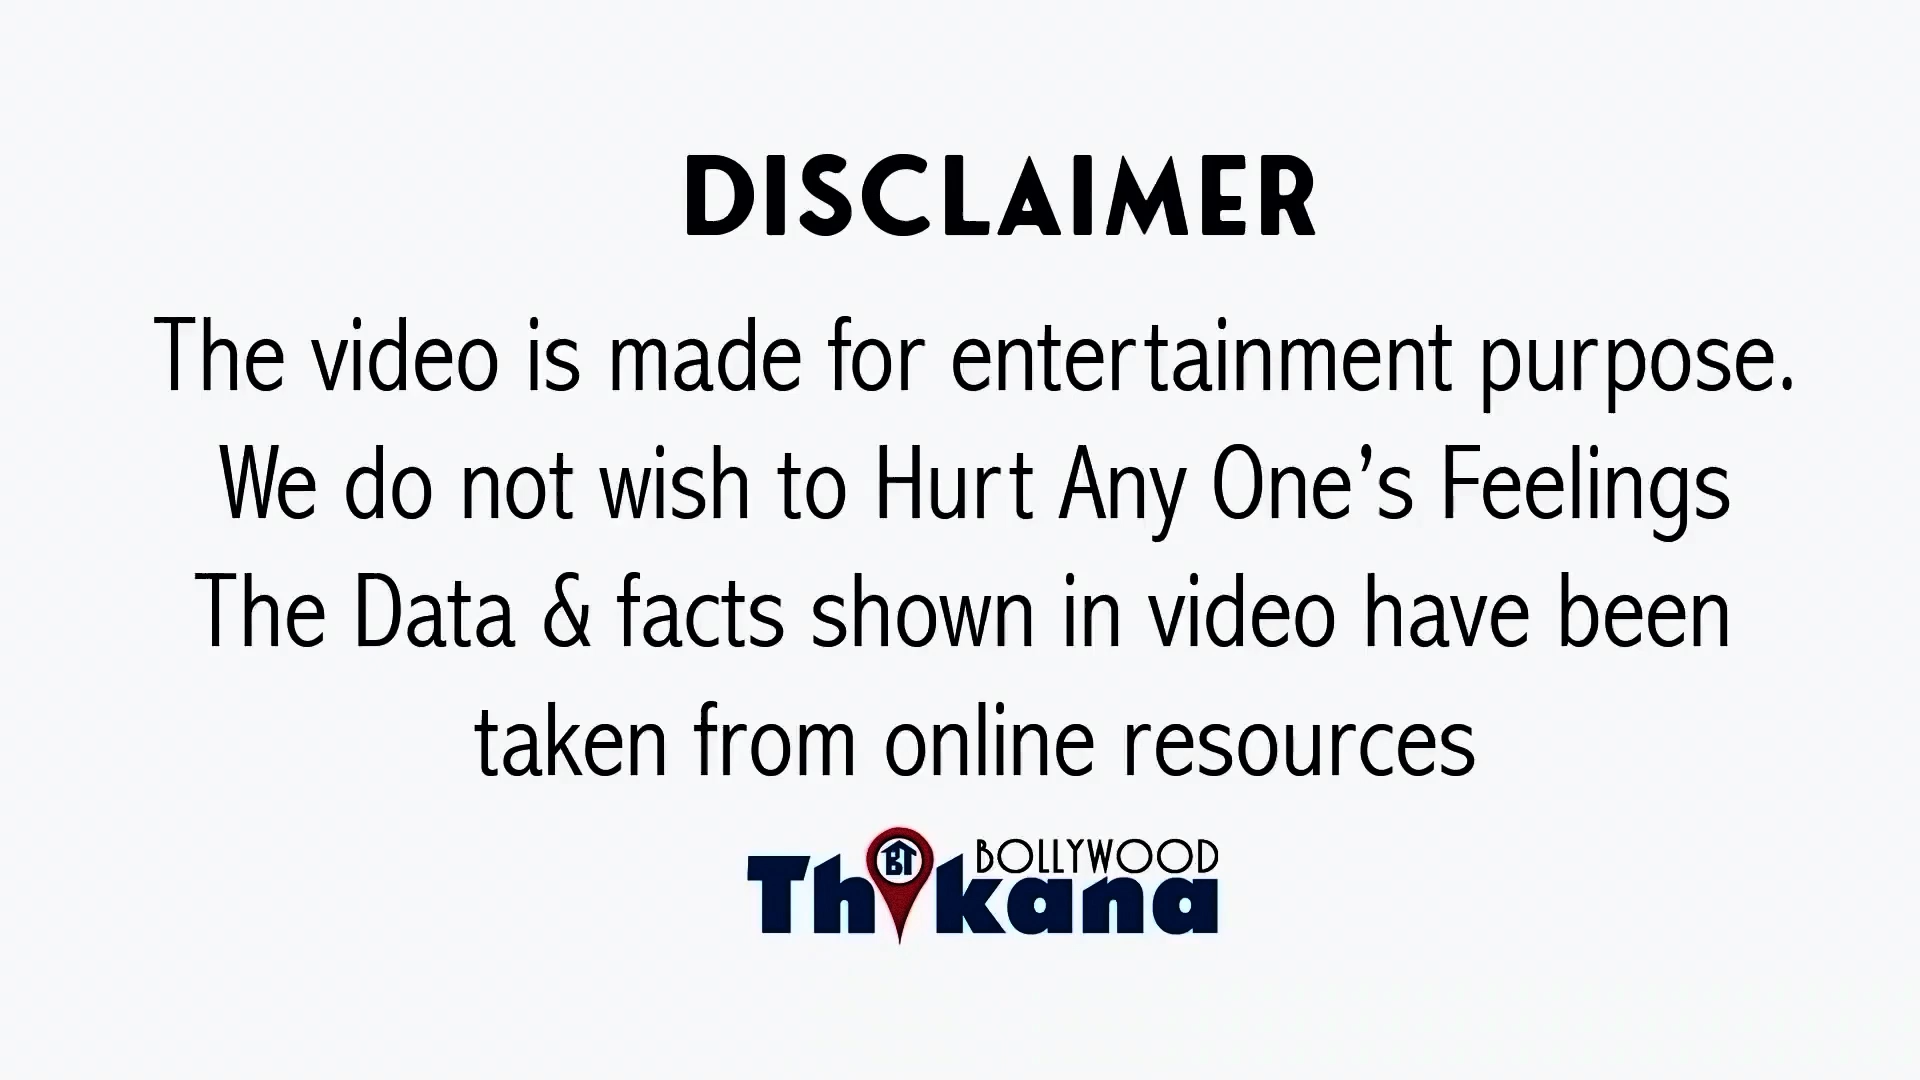 DISCLAIMER
The video is made for entertainment purpose.
We do not wish to Hurt Any One’s Feelings
The Data & facts shown in video have been
taken from online resources
BT
BOLLYWOOD
Thikana